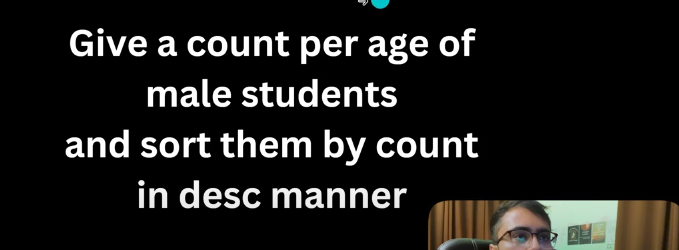 Give a count per age of
male students
and sort them by count
in desc manner